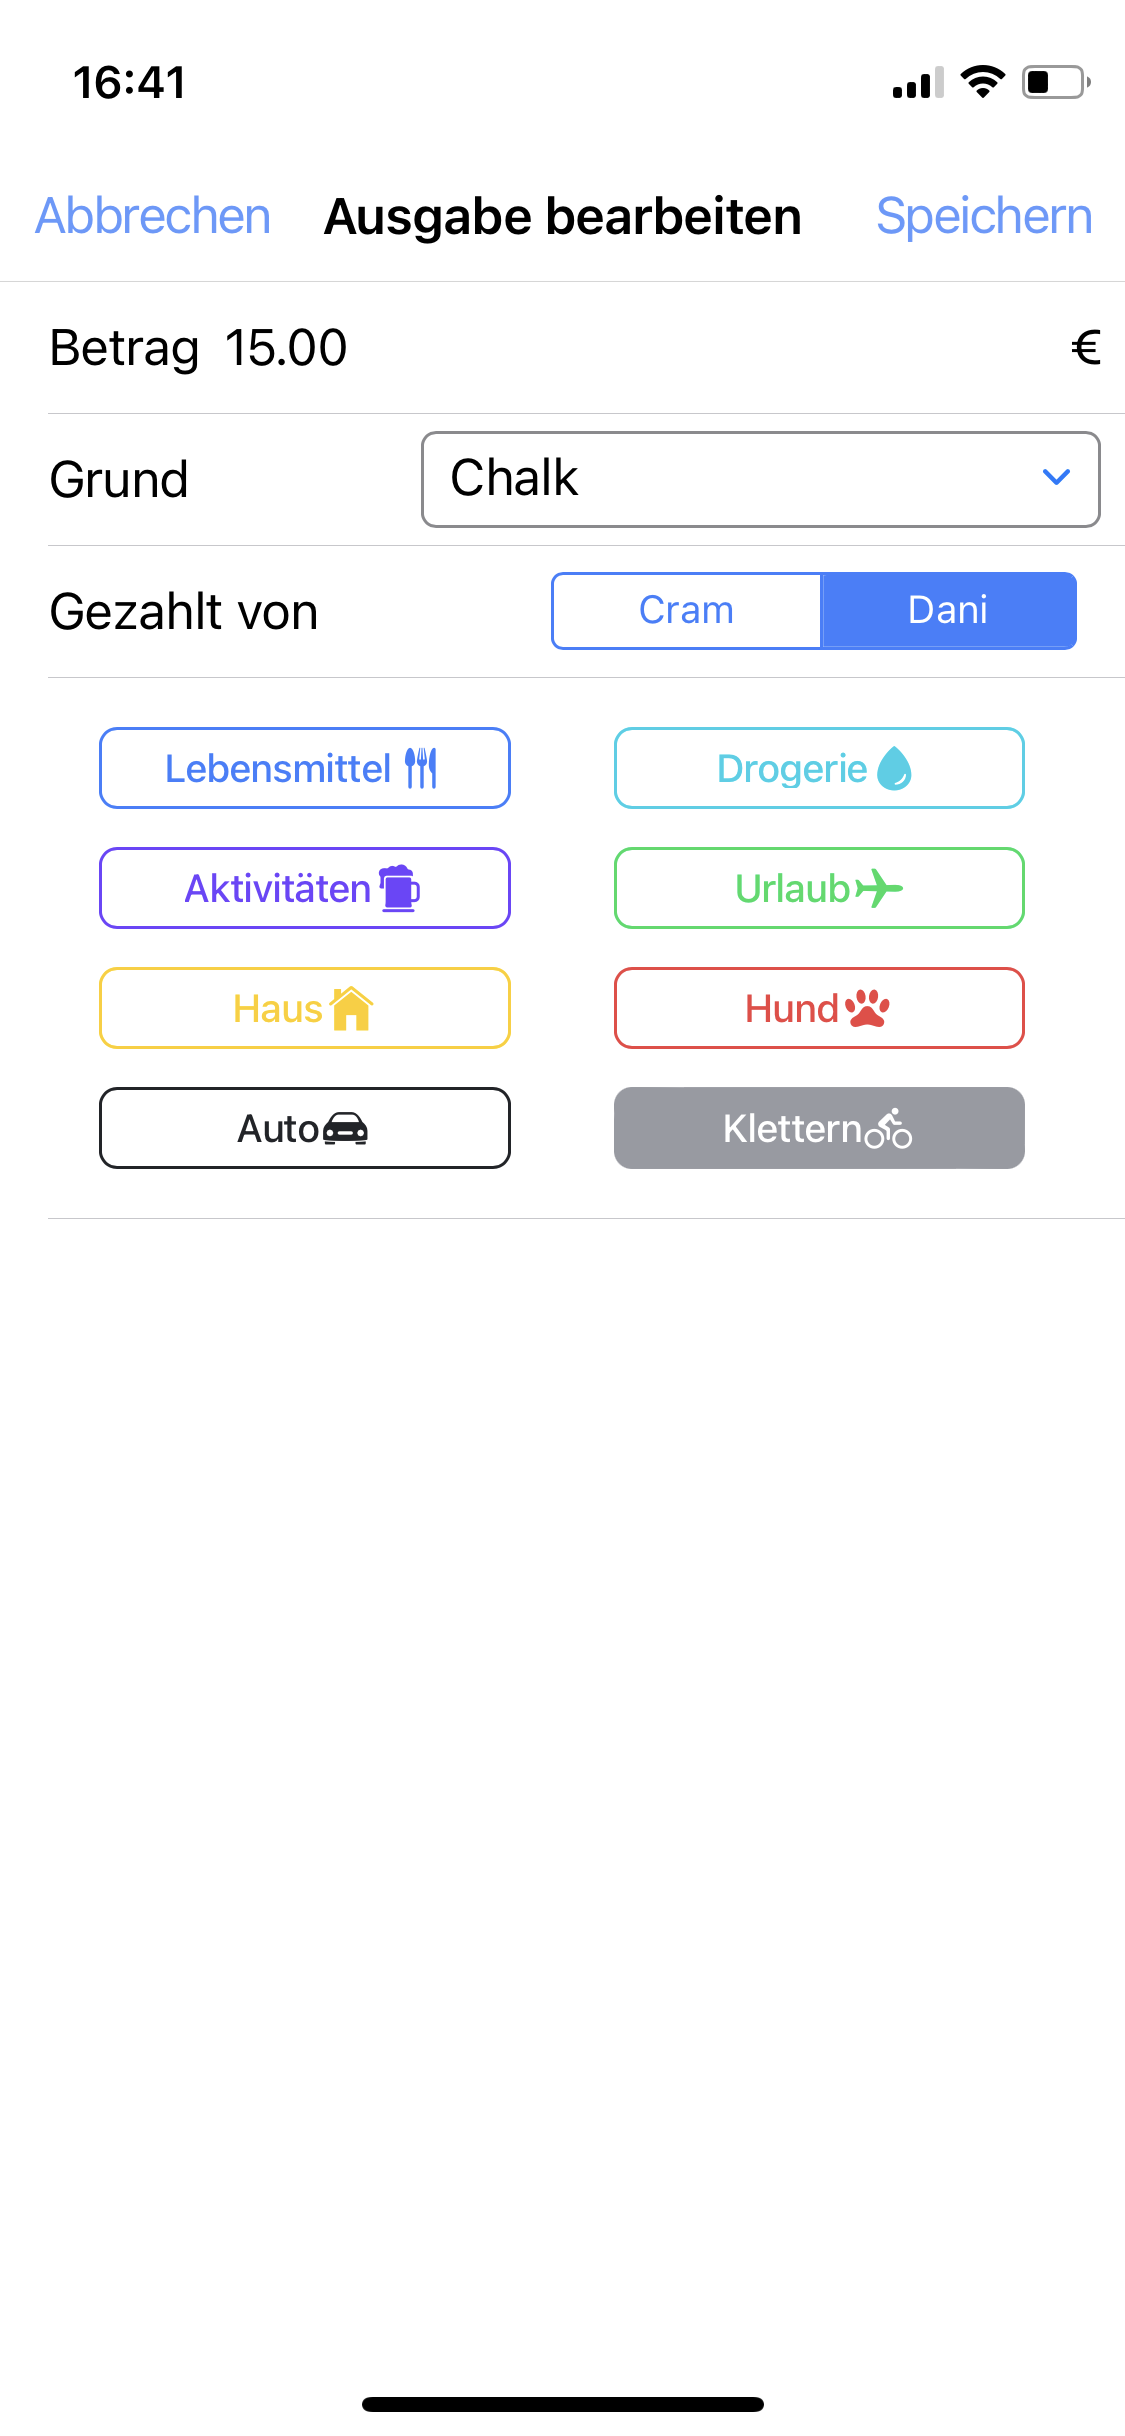 16:41
Abbrechen Ausgabe bearbeiten Speichern
Betrag 15.00 €
Grund Chalk
Gezahlt von Cram Dani
Lebensmittel Drogerie
Aktivitäten Urlaub
Haus Hund
Auto Klettern